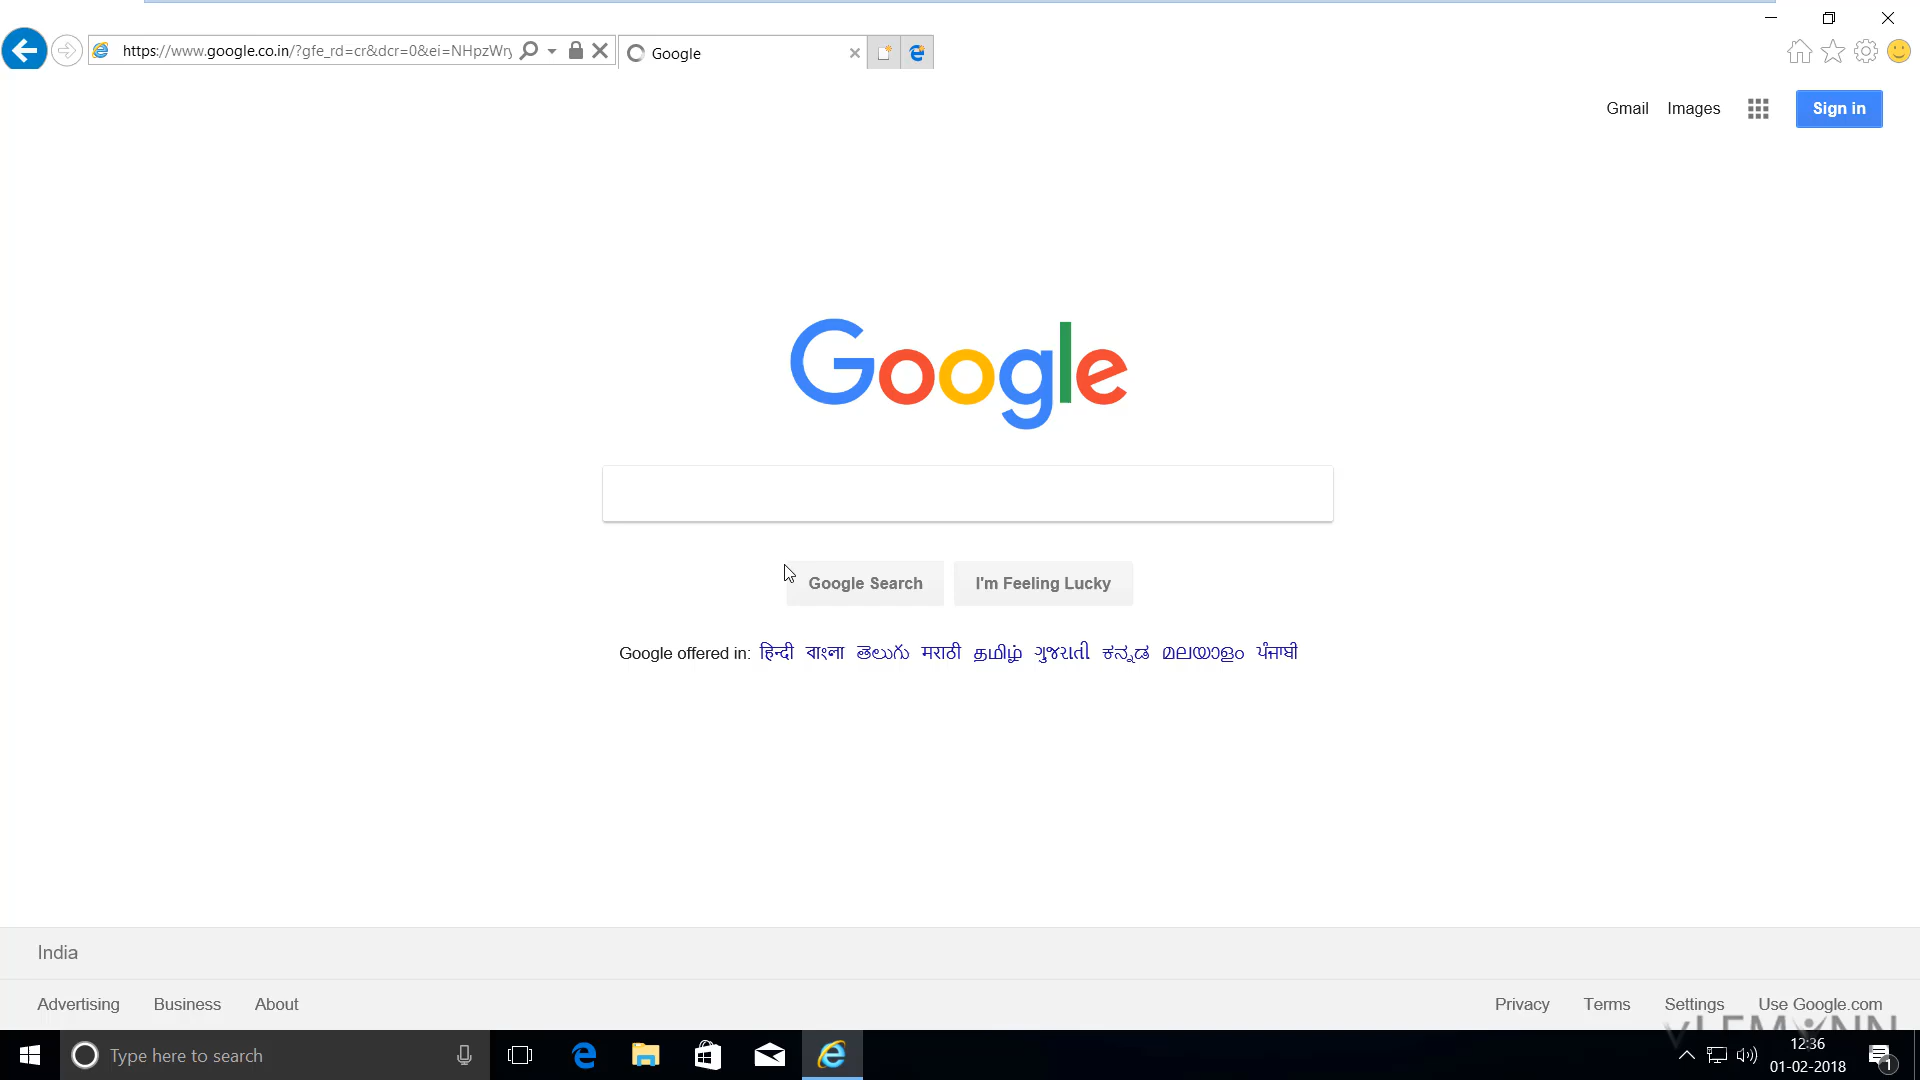 https://www.google.co.in/?gfe_rd=cr&dcr=0&ei=NHpzWry
Google
Gmail Images Sign in
Google
Google Search I'm Feeling Lucky
Google offered in: हिन्दी বাংলা తెలుగు मराठी தமிழ் ગુજરાતી ಕನ್ನಡ മലയാളം ਪੰਜਾਬੀ
India
Advertising Business About Privacy Terms Settings Use Google.com
Type here to search
12:36
01-02-2018
1